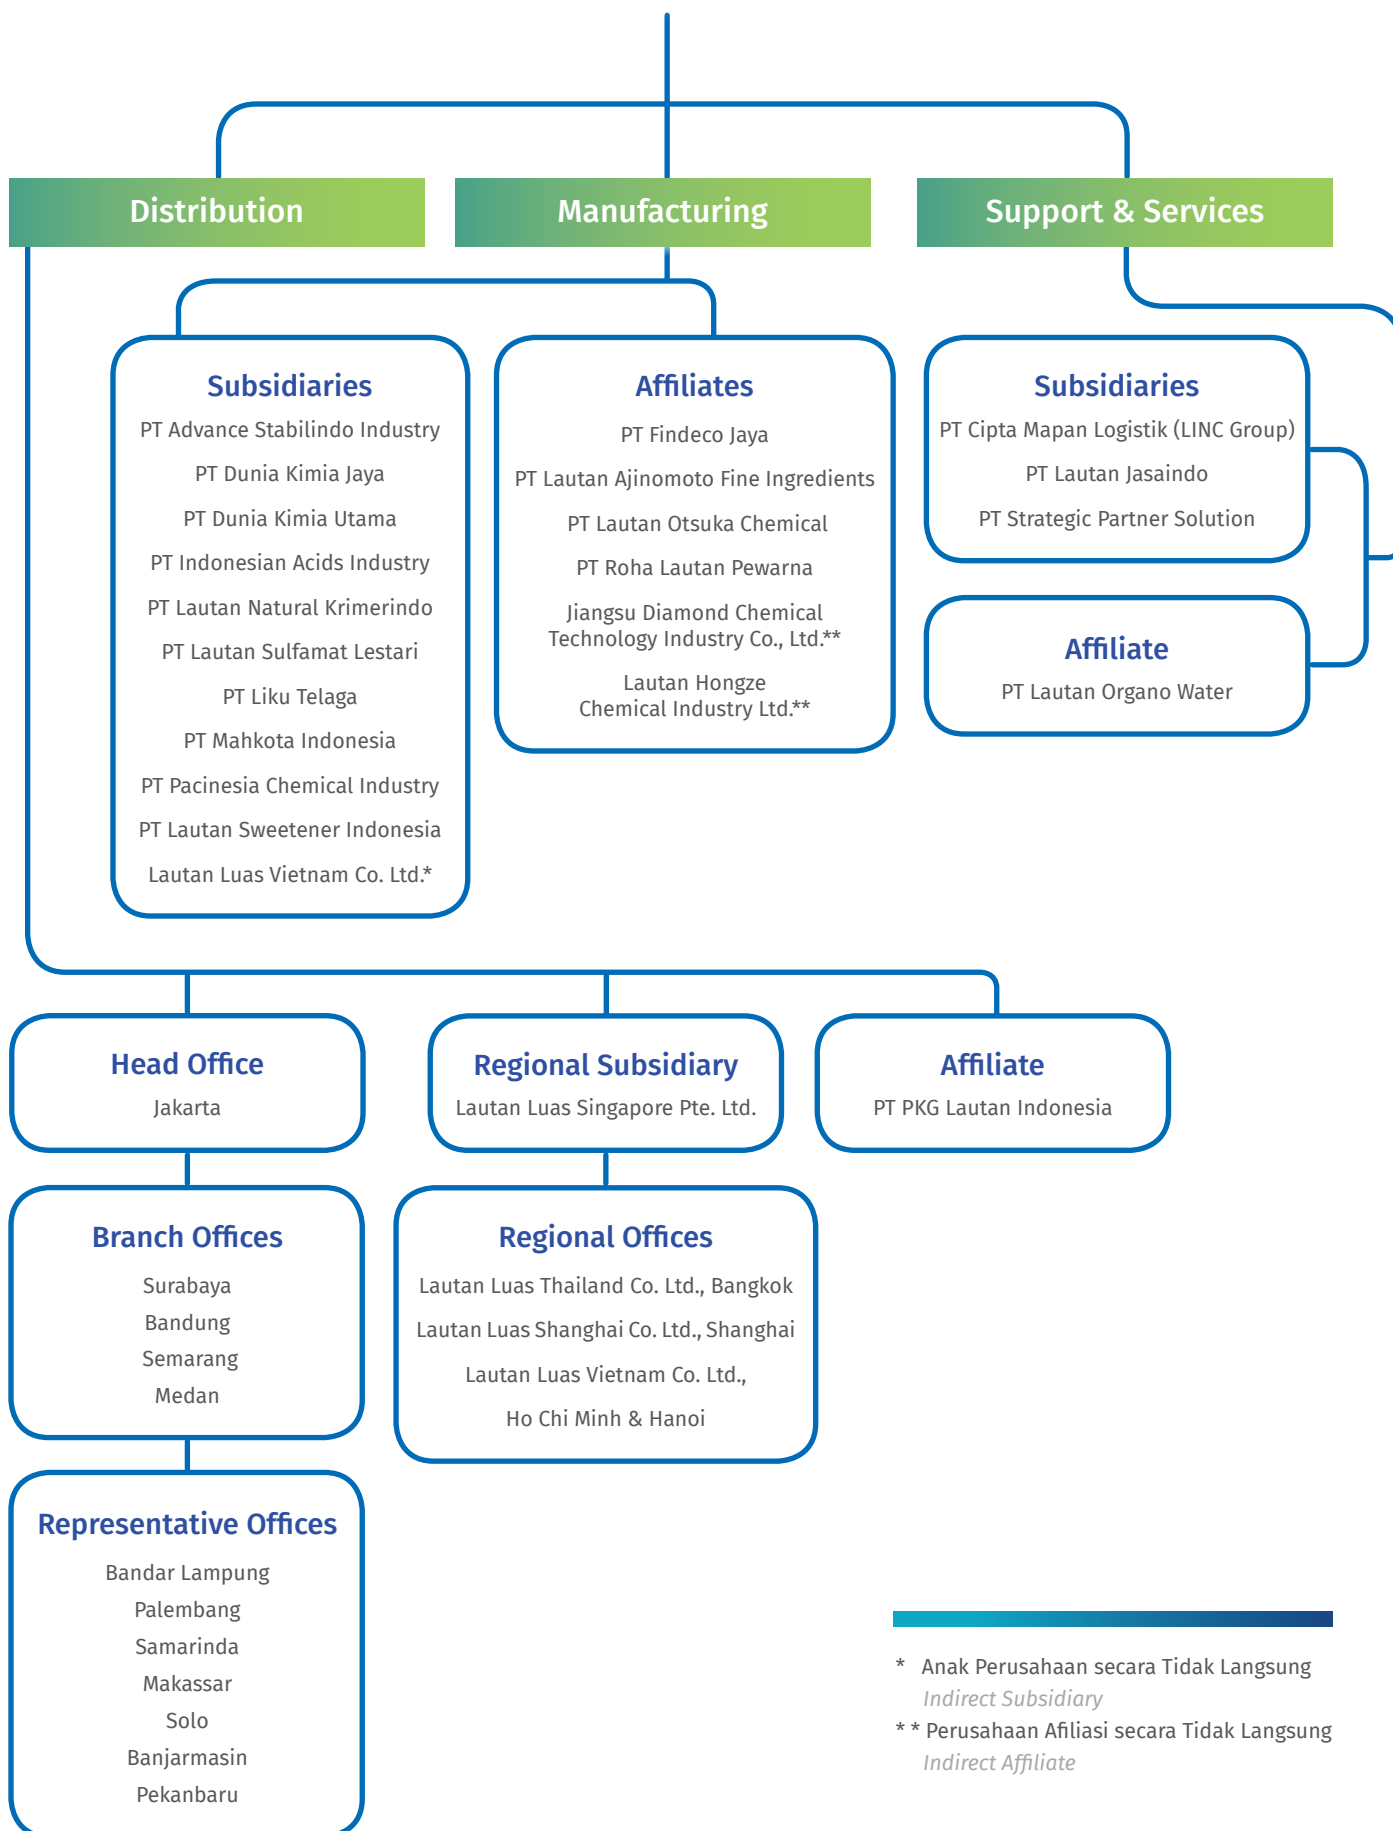 Distribution
Manufacturing
Support & Services
Subsidiaries
PT Advance Stabilindo Industry
PT Dunia Kimia Jaya
PT Dunia Kimia Utama
PT Indonesian Acids Industry
PT Lautan Natural Krimerindo
PT Lautan Sulfamat Lestari
PT Liku Telaga
PT Mahkota Indonesia
PT Pacinesia Chemical Industry
PT Lautan Sweetener Indonesia
Lautan Luas Vietnam Co. Ltd.*
Affiliates
PT Findeco Jaya
PT Lautan Ajinomoto Fine Ingredients
PT Lautan Otsuka Chemical
PT Roha Lautan Pewarna
Jiangsu Diamond Chemical
Technology Industry Co., Ltd.**
Lautan Hongze
Chemical Industry Ltd.**
Subsidiaries
PT Cipta Mapan Logistik (LINC Group)
PT Lautan Jasaindo
PT Strategic Partner Solution
Affiliate
PT Lautan Organo Water
Head Office
Jakarta
Regional Subsidiary
Lautan Luas Singapore Pte. Ltd.
Affiliate
PT PKG Lautan Indonesia
Branch Offices
Surabaya
Bandung
Semarang
Medan
Regional Offices
Lautan Luas Thailand Co. Ltd., Bangkok
Lautan Luas Shanghai Co. Ltd., Shanghai
Lautan Luas Vietnam Co. Ltd.,
Ho Chi Minh & Hanoi
Representative Offices
Bandar Lampung
Palembang
Samarinda
Makassar
Solo
Banjarmasin
Pekanbaru
* Anak Perusahaan secara Tidak Langsung
Indirect Subsidiary
* * Perusahaan Afiliasi secara Tidak Langsung
Indirect Affiliate